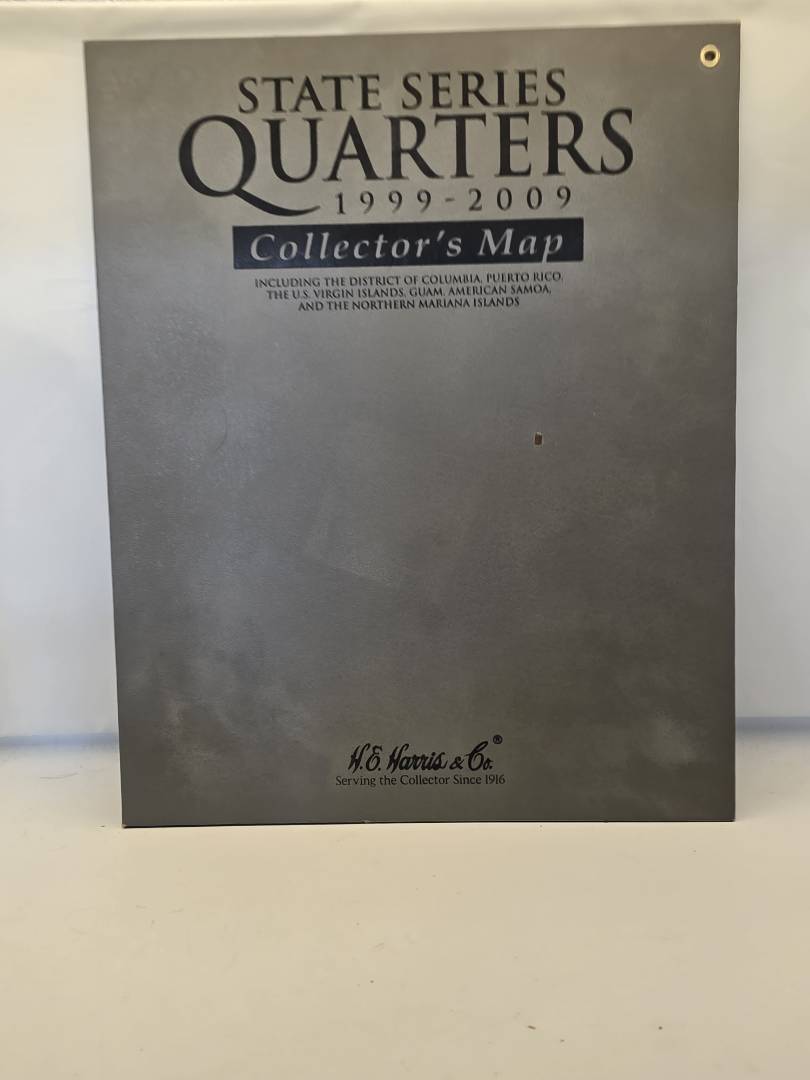 STATE SERIES
QUARTERS
1999-2009
Collector's Map
INCLUDING THE DISTRICT OF COLUMBIA, PUERTO RICO,
THE U.S. VIRGIN ISLANDS, GUAM, AMERICAN SAMOA,
AND THE NORTHERN MARIANA ISLANDS
H.E. Harris & Co.®
Serving the Collector Since 1916